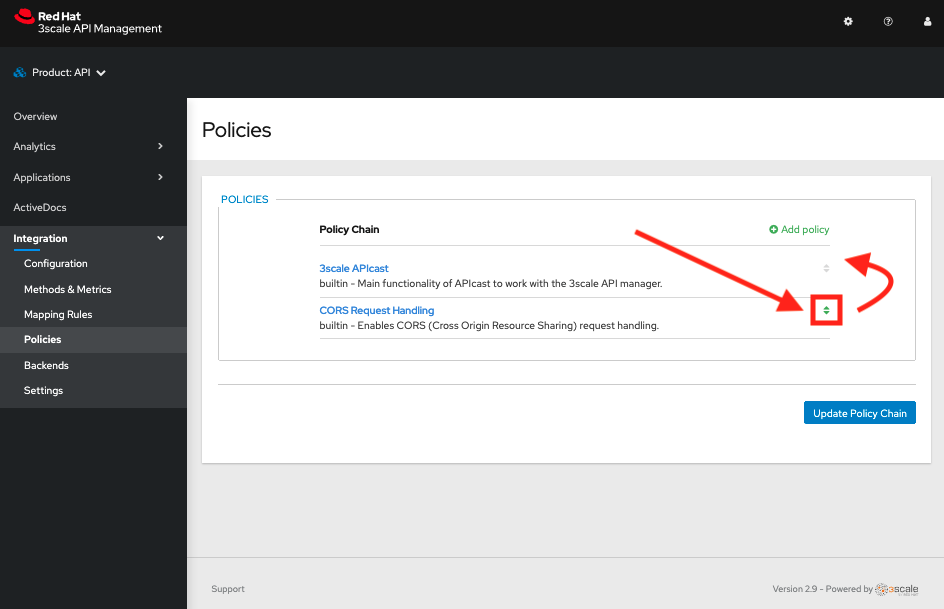 Red Hat
3scale API Management
Product: API
Overview
Analytics
Applications
ActiveDocs
Integration
Configuration
Methods & Metrics
Mapping Rules
Policies
Backends
Settings
Policies
POLICIES
Policy Chain
Add policy
3scale APIcast
builtin - Main functionality of APIcast to work with the 3scale API manager.
CORS Request Handling
builtin - Enables CORS (Cross Origin Resource Sharing) request handling.
Update Policy Chain
Support
Version 2.9 - Powered by 3scale